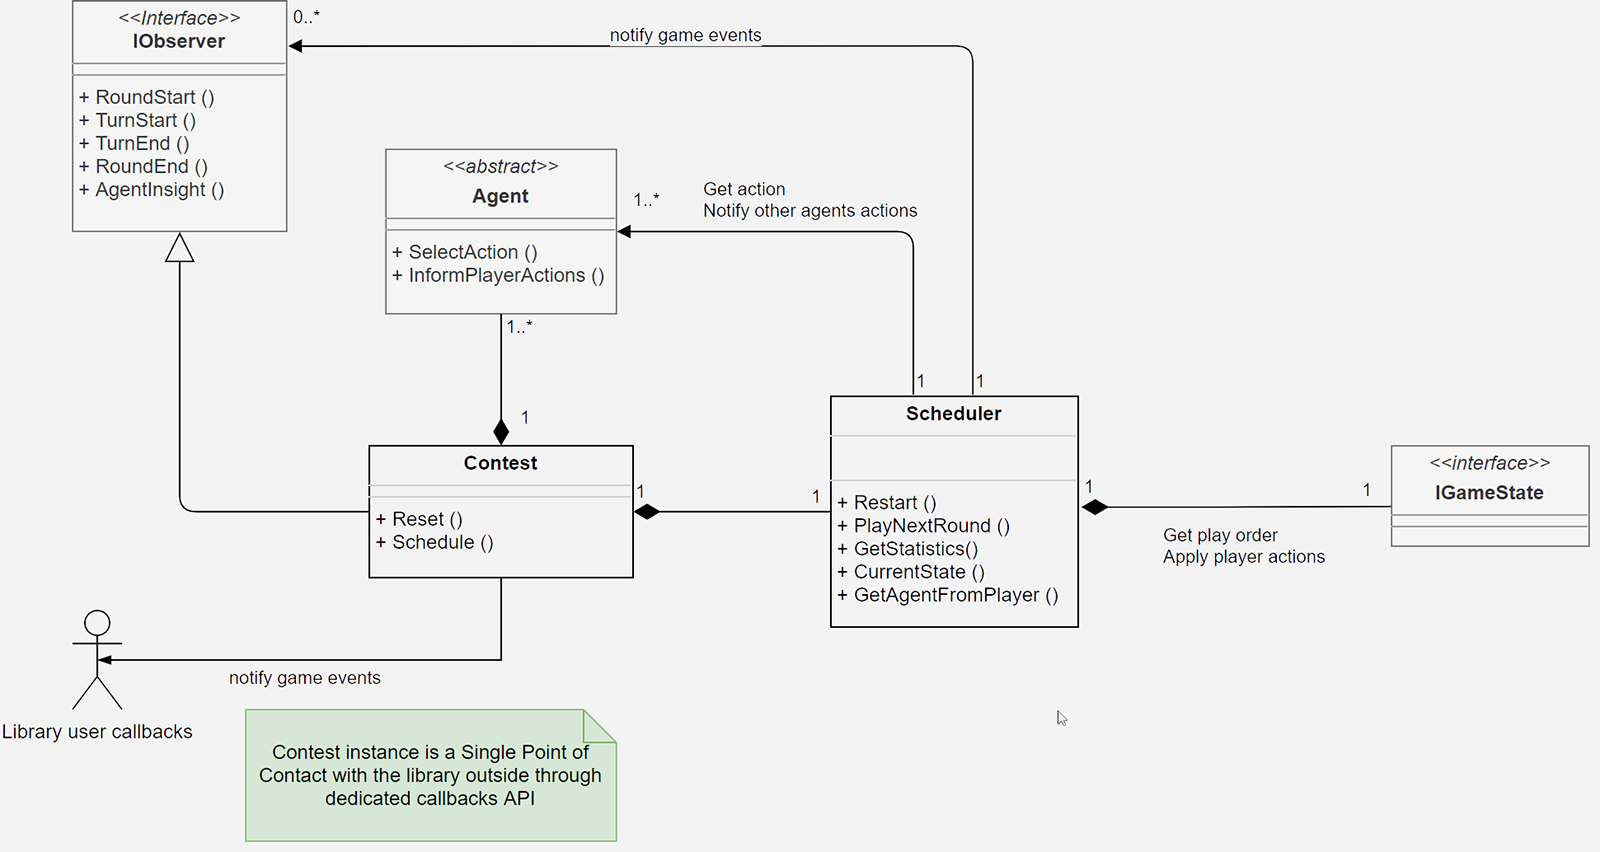 <<Interface>>
IObserver
+ RoundStart ()
+ TurnStart ()
+ TurnEnd ()
+ RoundEnd ()
+ AgentInsight ()
0..*
notify game events
<<abstract>>
Agent
+ SelectAction ()
+ InformPlayerActions ()
1..*
Get action
Notify other agents actions
1..*
1
1
1
Contest
+ Reset ()
+ Schedule ()
1
1
Scheduler
+ Restart ()
+ PlayNextRound ()
+ GetStatistics()
+ CurrentState ()
+ GetAgentFromPlayer ()
1
1
Get play order
Apply player actions
<<interface>>
IGameState
notify game events
Library user callbacks
Contest instance is a Single Point of
Contact with the library outside through
dedicated callbacks API